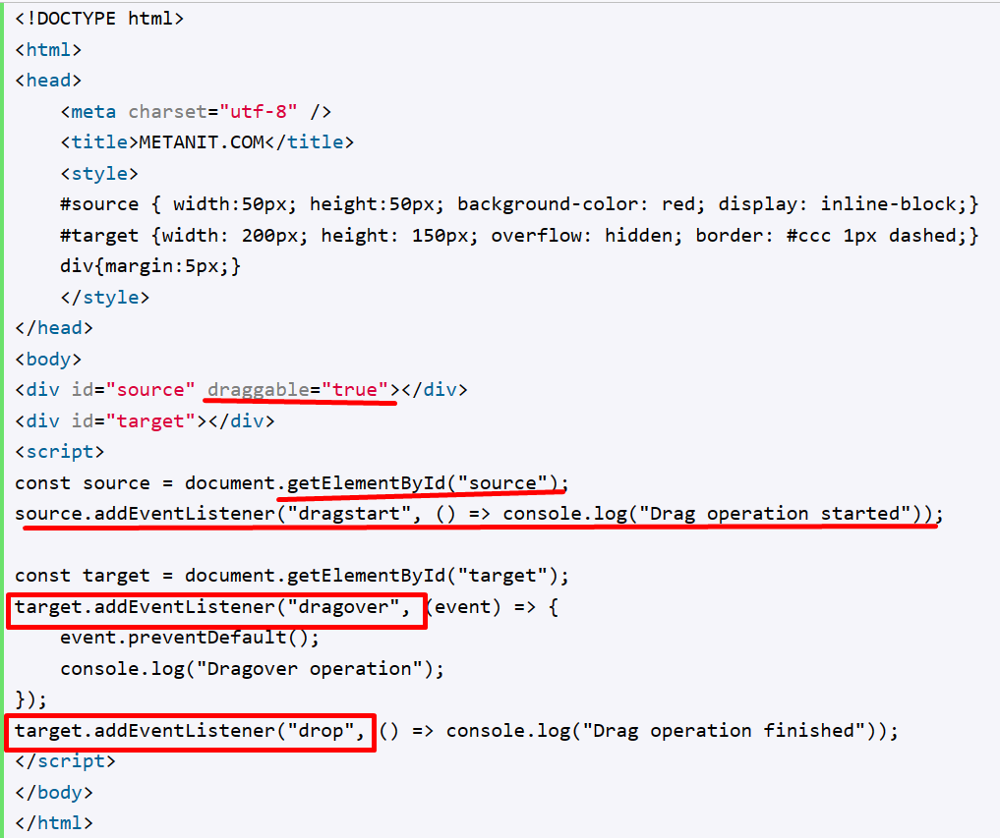 <!DOCTYPE html>
<html>
<head>
    <meta charset="utf-8" />
    <title>METANIT.COM</title>
    <style>
    #source { width:50px; height:50px; background-color: red; display: inline-block;}
    #target {width: 200px; height: 150px; overflow: hidden; border: #ccc 1px dashed;}
    div{margin:5px;}
    </style>
</head>
<body>
<div id="source" draggable="true"></div>
<div id="target"></div>
<script>
const source = document.getElementById("source");
source.addEventListener("dragstart", () => console.log("Drag operation started"));

const target = document.getElementById("target");
target.addEventListener("dragover", (event) => {
    event.preventDefault();
    console.log("Dragover operation");
});
target.addEventListener("drop", () => console.log("Drag operation finished"));
</script>
</body>
</html>